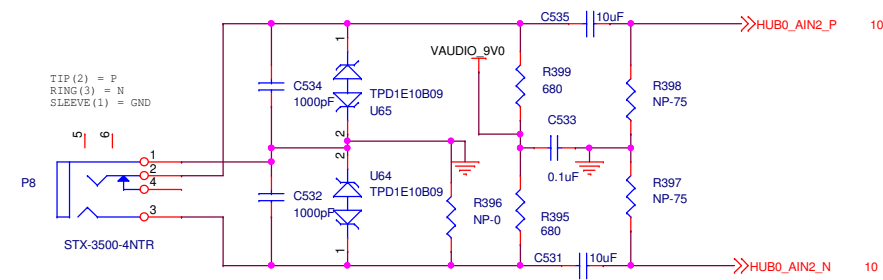 C535
10uF
HUB0_AIN2_P
10
VAUDIO_9V0
TIP(2) = P
RING(3) = N
SLEEVE(1) = GND
C534
1000pF
1
TPD1E10B09
U65
2
R399
680
R398
NP-75
C533
0.1uF
5
6
1
2
4
3
P8
STX-3500-4NTR
2
U64
TPD1E10B09
1
C532
1000pF
R396
NP-0
R395
680
R397
NP-75
C531
10uF
HUB0_AIN2_N
10